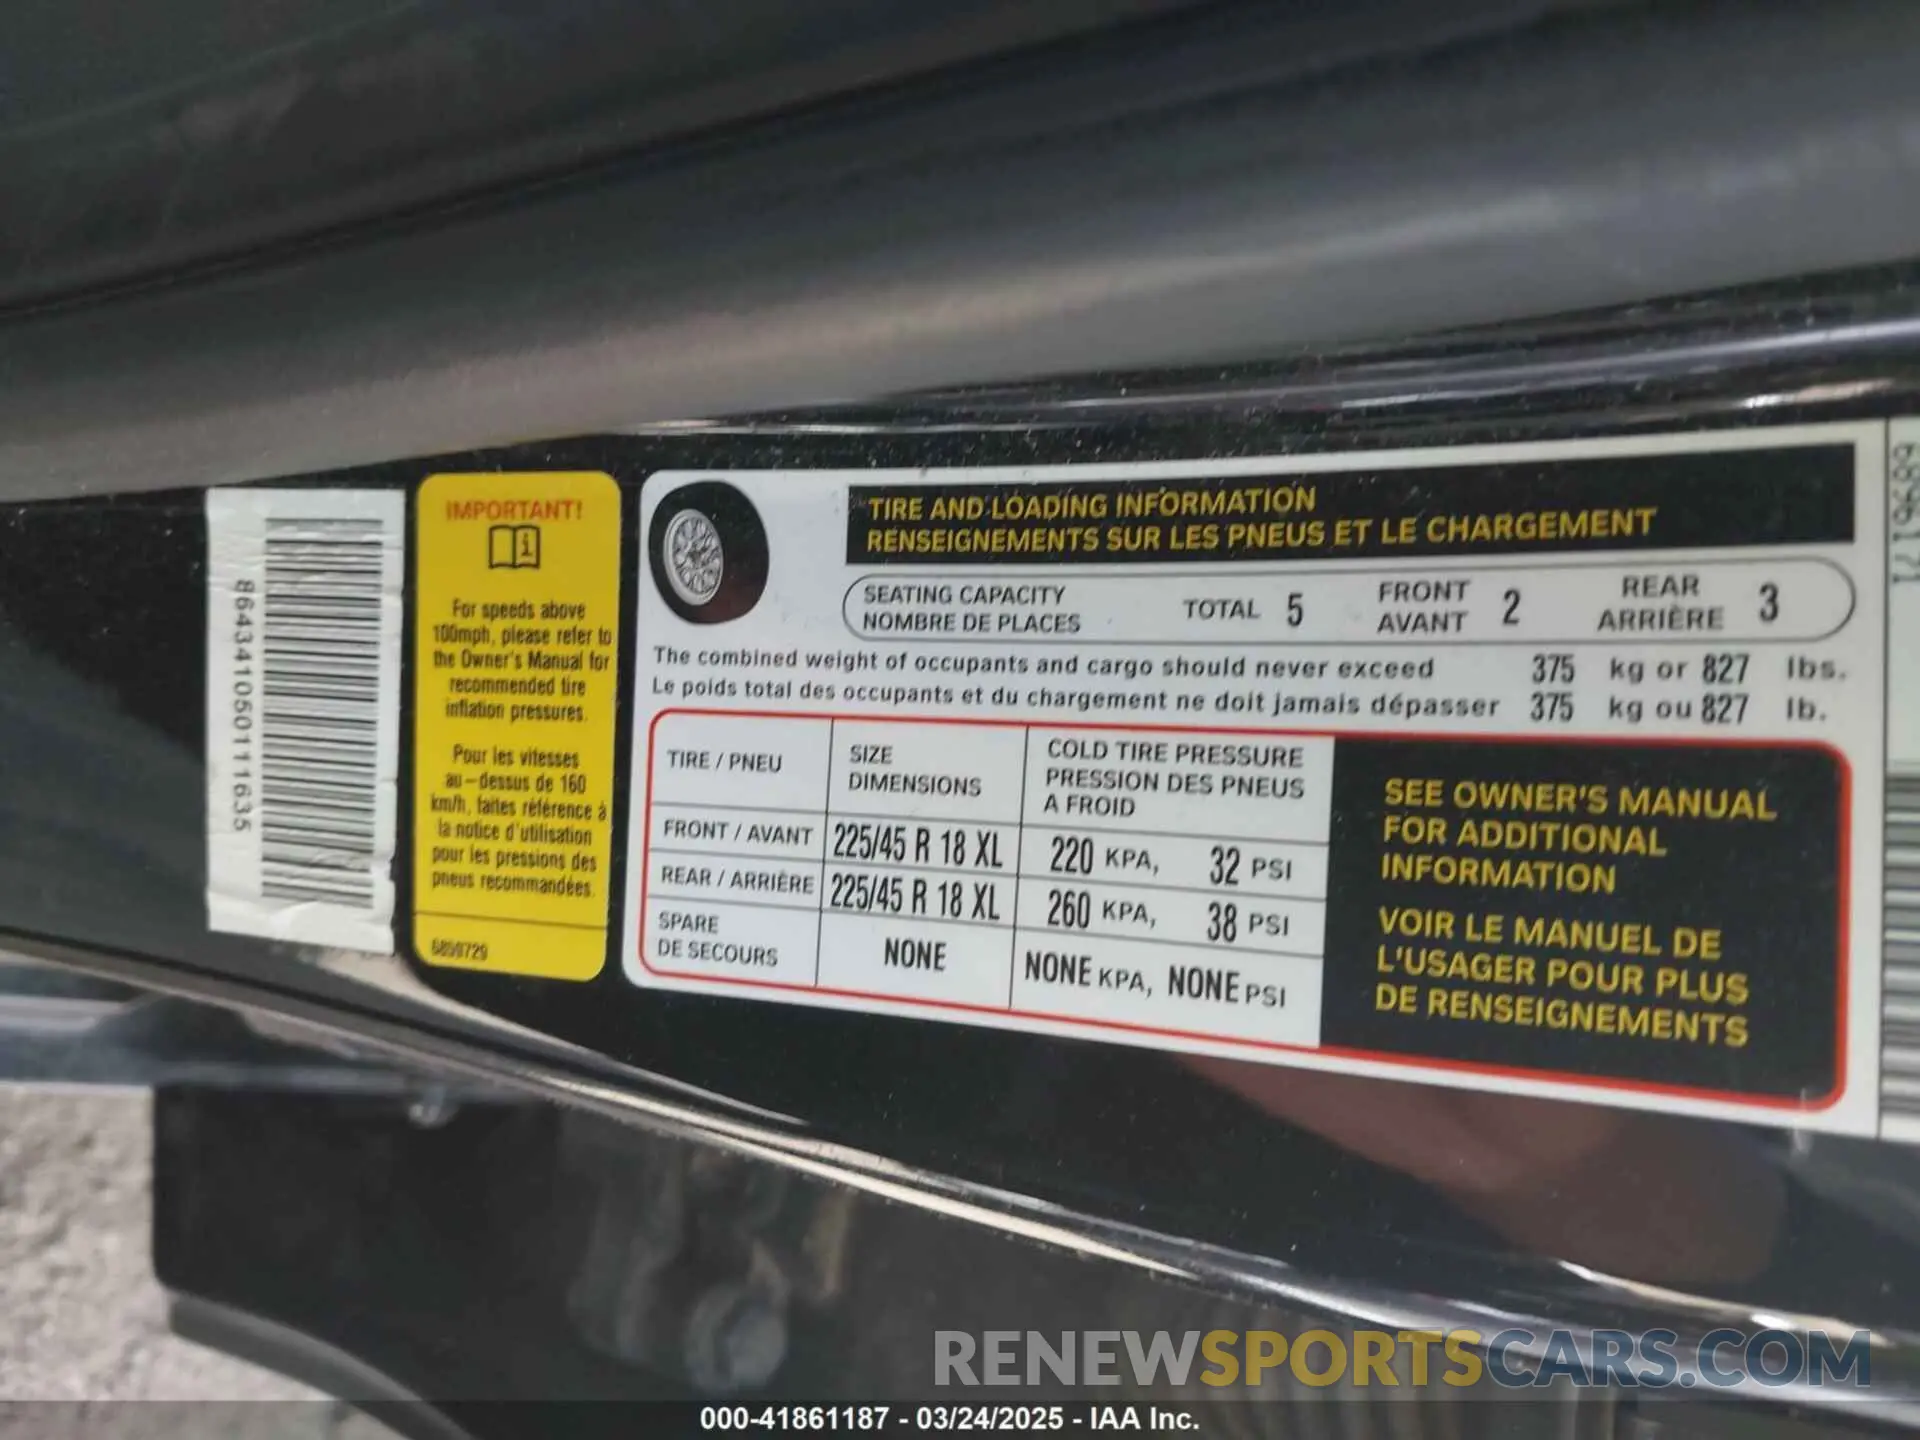 864341050111635
IMPORTANT!
For speeds above
100mph, please refer to
the Owner's Manual for
recommended tire
inflation pressures.
Pour les vitesses
au-dessus de 160
km/h, faites référence à
la notice d'utilisation
pour les pressions des
pneus recommandées.
TIRE AND LOADING INFORMATION
RENSEIGNEMENTS SUR LES PNEUS ET LE CHARGEMENT
SEATING CAPACITY
NOMBRE DE PLACES
TOTAL 5
FRONT
AVANT 2
REAR
ARRIÈRE 3
The combined weight of occupants and cargo should never exceed 375 kg or 827 lbs.
Le poids total des occupants et du chargement ne doit jamais dépasser 375 kg ou 827 lb.
TIRE / PNEU
SIZE
DIMENSIONS
COLD TIRE PRESSURE
PRESSION DES PNEUS
A FROID
FRONT / AVANT 225/45 R 18 XL 220 KPA, 32 PSI
REAR / ARRIÈRE 225/45 R 18 XL 260 KPA, 38 PSI
SPARE
DE SECOURS NONE NONE KPA, NONE PSI
SEE OWNER'S MANUAL
FOR ADDITIONAL
INFORMATION
VOIR LE MANUEL DE
L'USAGER POUR PLUS
DE RENSEIGNEMENTS
6896171
RENEWSPORTSCARS.COM
000-41861187 - 03/24/2025 - IAA Inc.